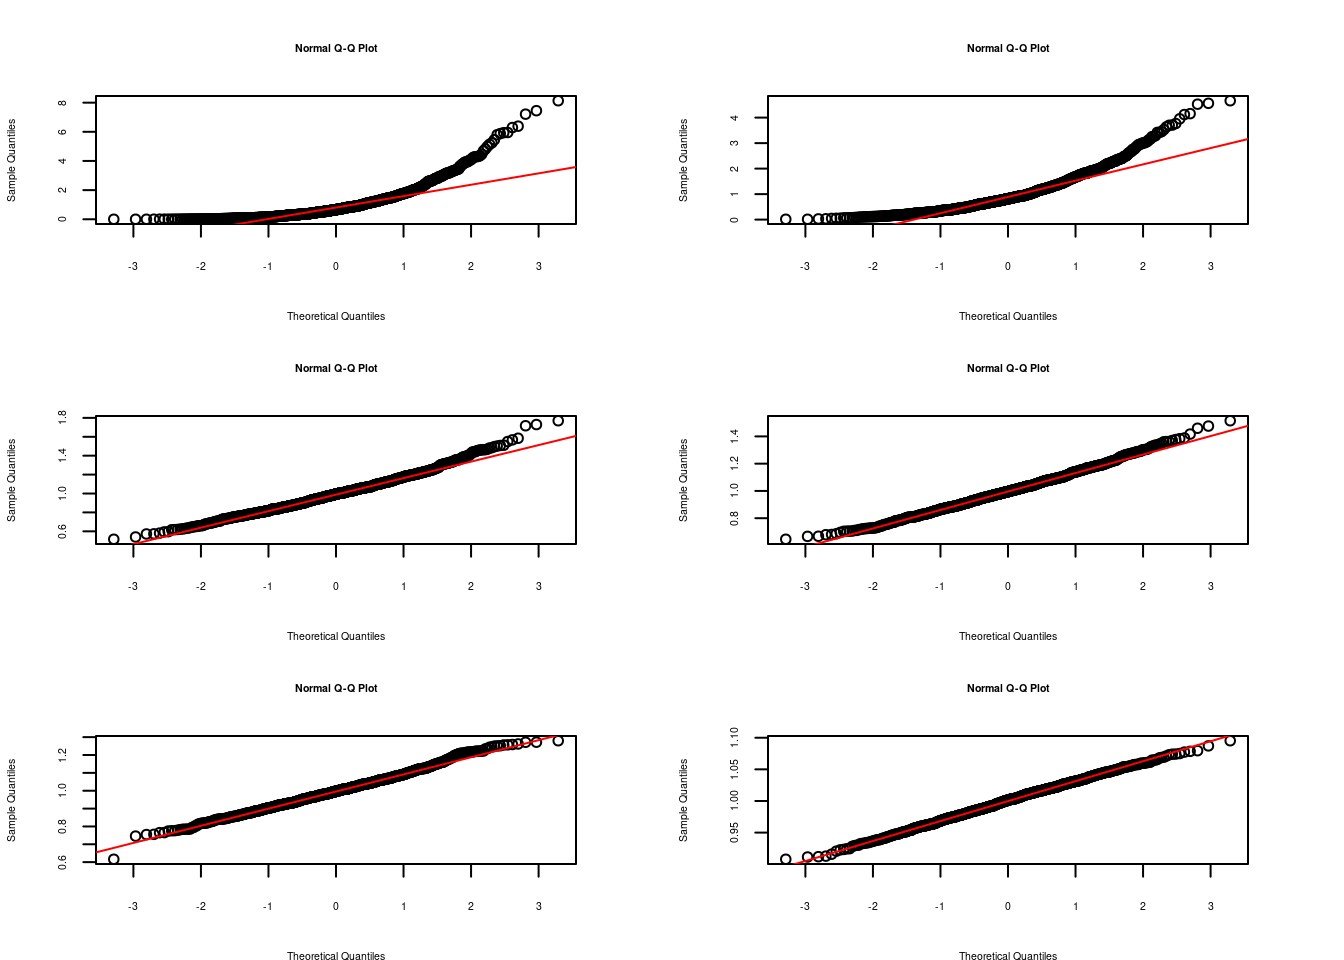 Normal Q-Q Plot
Sample Quantiles
0 2 4 6 8
-3 -2 -1 0 1 2 3
Theoretical Quantiles
Normal Q-Q Plot
Sample Quantiles
0 1 2 3 4
-3 -2 -1 0 1 2 3
Theoretical Quantiles
Normal Q-Q Plot
Sample Quantiles
0.6 1.0 1.4 1.8
-3 -2 -1 0 1 2 3
Theoretical Quantiles
Normal Q-Q Plot
Sample Quantiles
0.8 1.0 1.2 1.4
-3 -2 -1 0 1 2 3
Theoretical Quantiles
Normal Q-Q Plot
Sample Quantiles
0.6 0.8 1.0 1.2
-3 -2 -1 0 1 2 3
Theoretical Quantiles
Normal Q-Q Plot
Sample Quantiles
0.95 1.00 1.05 1.10
-3 -2 -1 0 1 2 3
Theoretical Quantiles